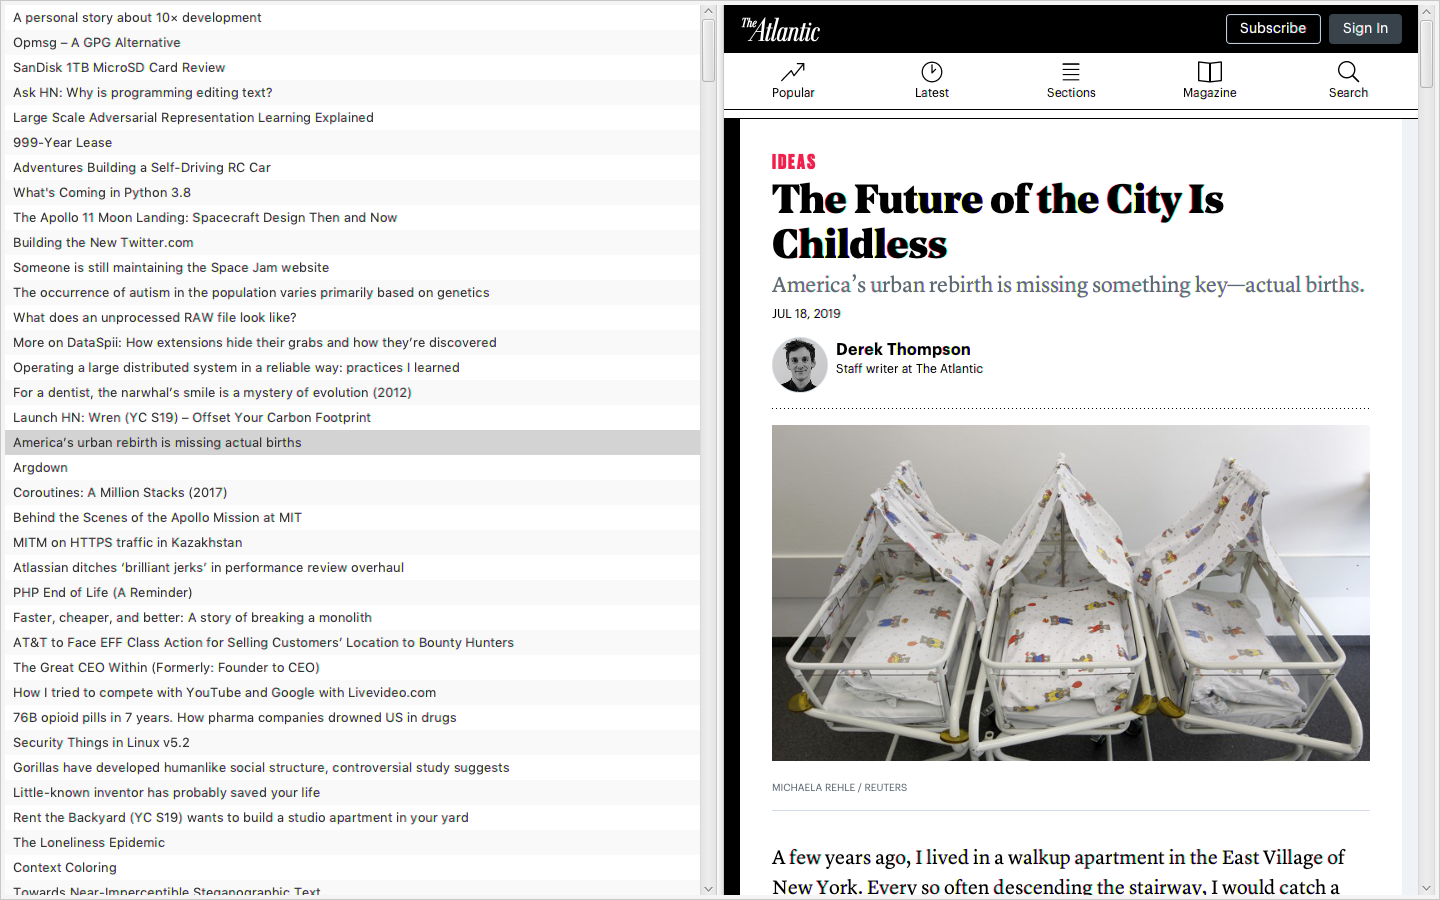 A personal story about 10× development
Opmsg – A GPG Alternative
SanDisk 1TB MicroSD Card Review
Ask HN: Why is programming editing text?
Large Scale Adversarial Representation Learning Explained
999-Year Lease
Adventures Building a Self-Driving RC Car
What's Coming in Python 3.8
The Apollo 11 Moon Landing: Spacecraft Design Then and Now
Building the New Twitter.com
Someone is still maintaining the Space Jam website
The occurrence of autism in the population varies primarily based on genetics
What does an unprocessed RAW file look like?
More on DataSpii: How extensions hide their grabs and how they’re discovered
Operating a large distributed system in a reliable way: practices I learned
For a dentist, the narwhal’s smile is a mystery of evolution (2012)
Launch HN: Wren (YC S19) – Offset Your Carbon Footprint
America’s urban rebirth is missing actual births
Argdown
Coroutines: A Million Stacks (2017)
Behind the Scenes of the Apollo Mission at MIT
MITM on HTTPS traffic in Kazakhstan
Atlassian ditches ‘brilliant jerks’ in performance review overhaul
PHP End of Life (A Reminder)
Faster, cheaper, and better: A story of breaking a monolith
AT&T to Face EFF Class Action for Selling Customers’ Location to Bounty Hunters
The Great CEO Within (Formerly: Founder to CEO)
How I tried to compete with YouTube and Google with Livevideo.com
76B opioid pills in 7 years. How pharma companies drowned US in drugs
Security Things in Linux v5.2
Gorillas have developed humanlike social structure, controversial study suggests
Little-known inventor has probably saved your life
Rent the Backyard (YC S19) wants to build a studio apartment in your yard
The Loneliness Epidemic
Context Coloring
Towards Near-Imperceptible Steganographic Text
The Atlantic
Subscribe
Sign In
Popular
Latest
Sections
Magazine
Search
IDEAS
The Future of the City Is
Childless
America’s urban rebirth is missing something key—actual births.
JUL 18, 2019
Derek Thompson
Staff writer at The Atlantic
MICHAELA REHLE / REUTERS
A few years ago, I lived in a walkup apartment in the East Village of
New York. Every so often descending the stairway, I would catch a